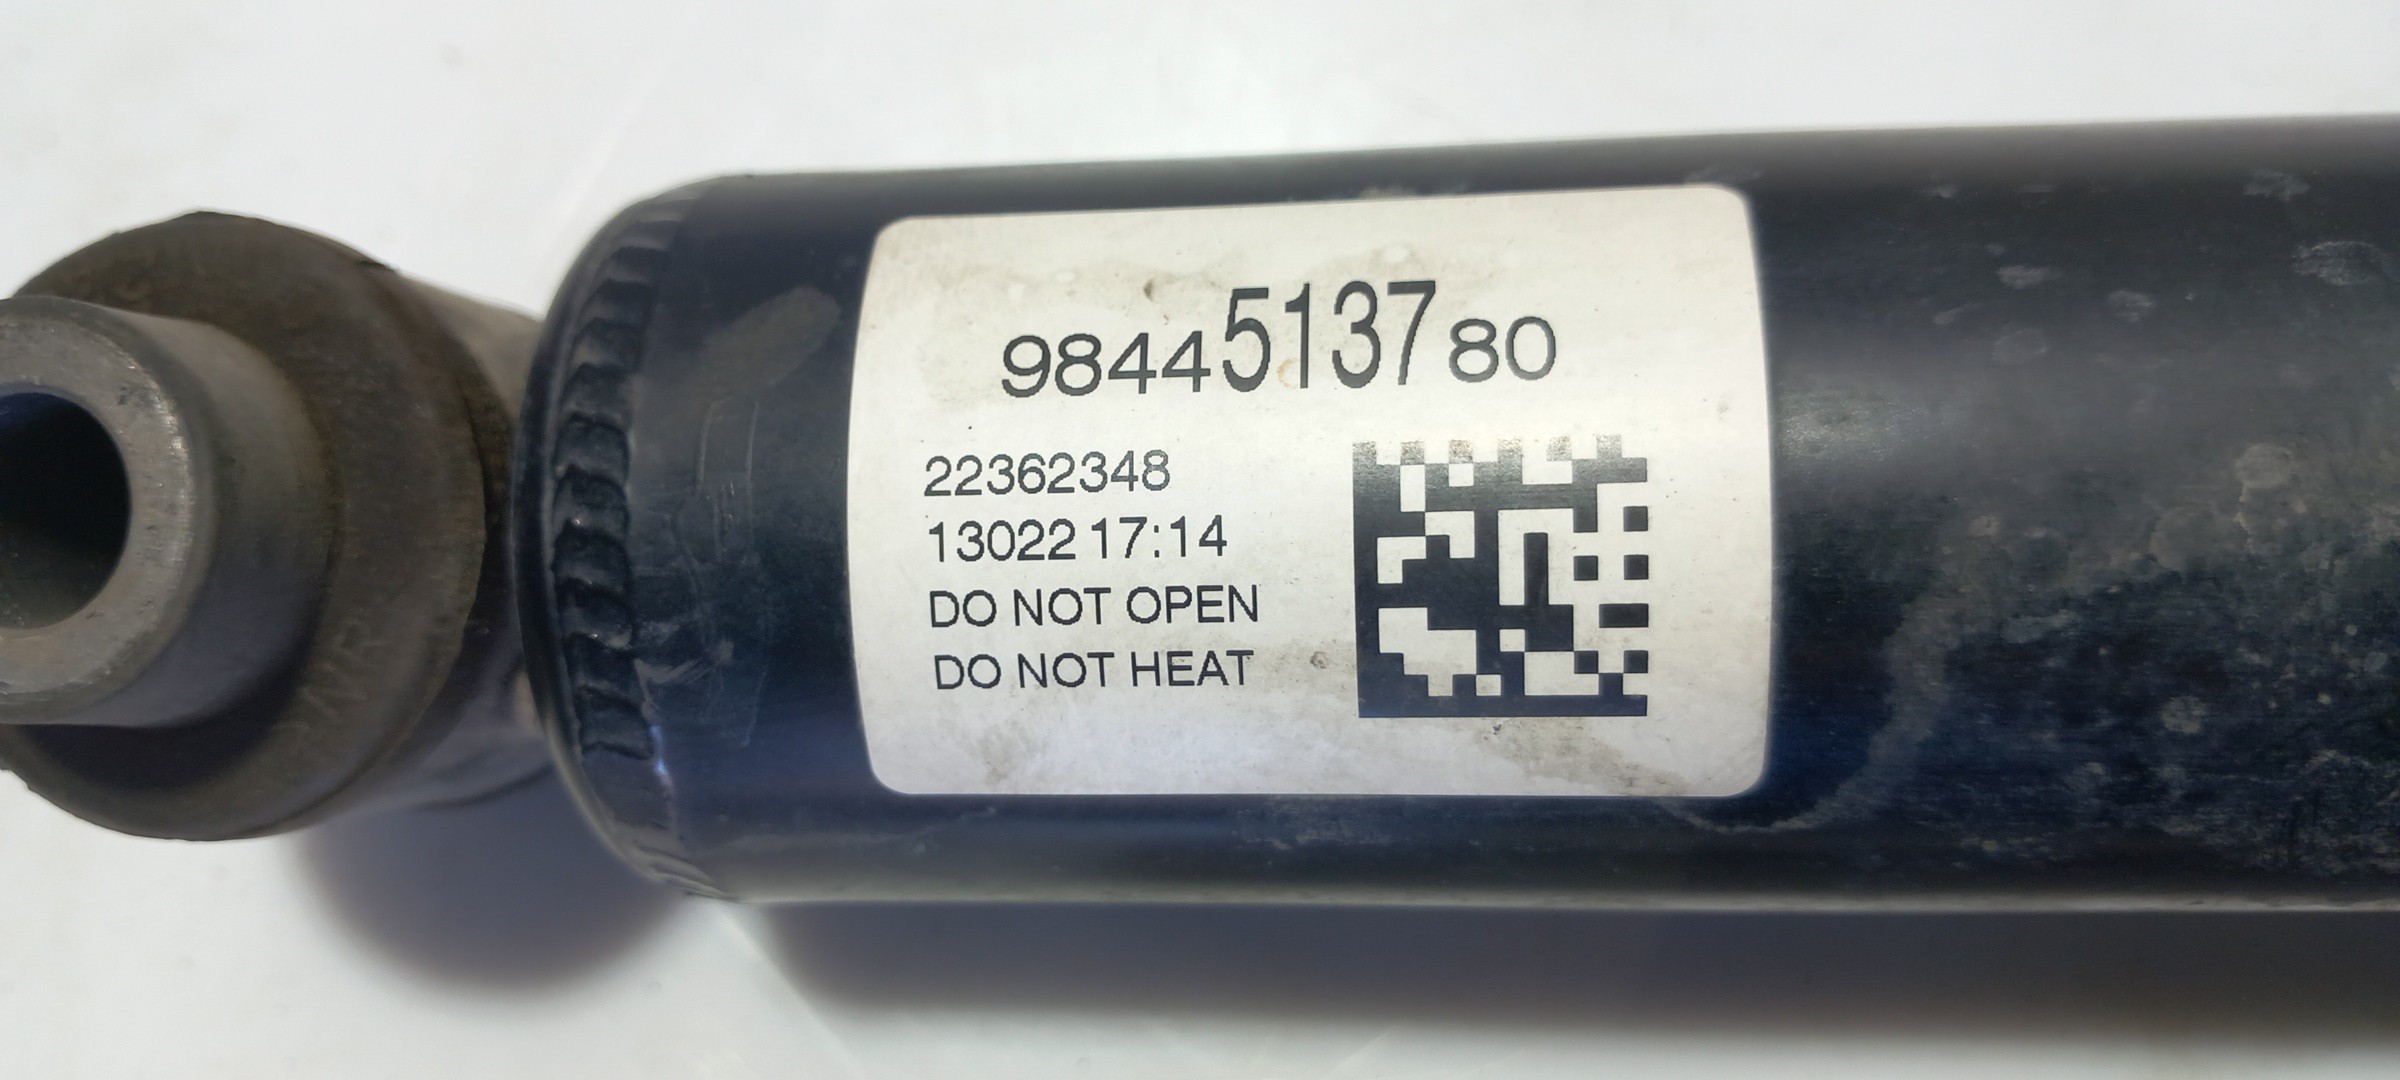 9844513780
22362348
13022 17:14
DO NOT OPEN
DO NOT HEAT